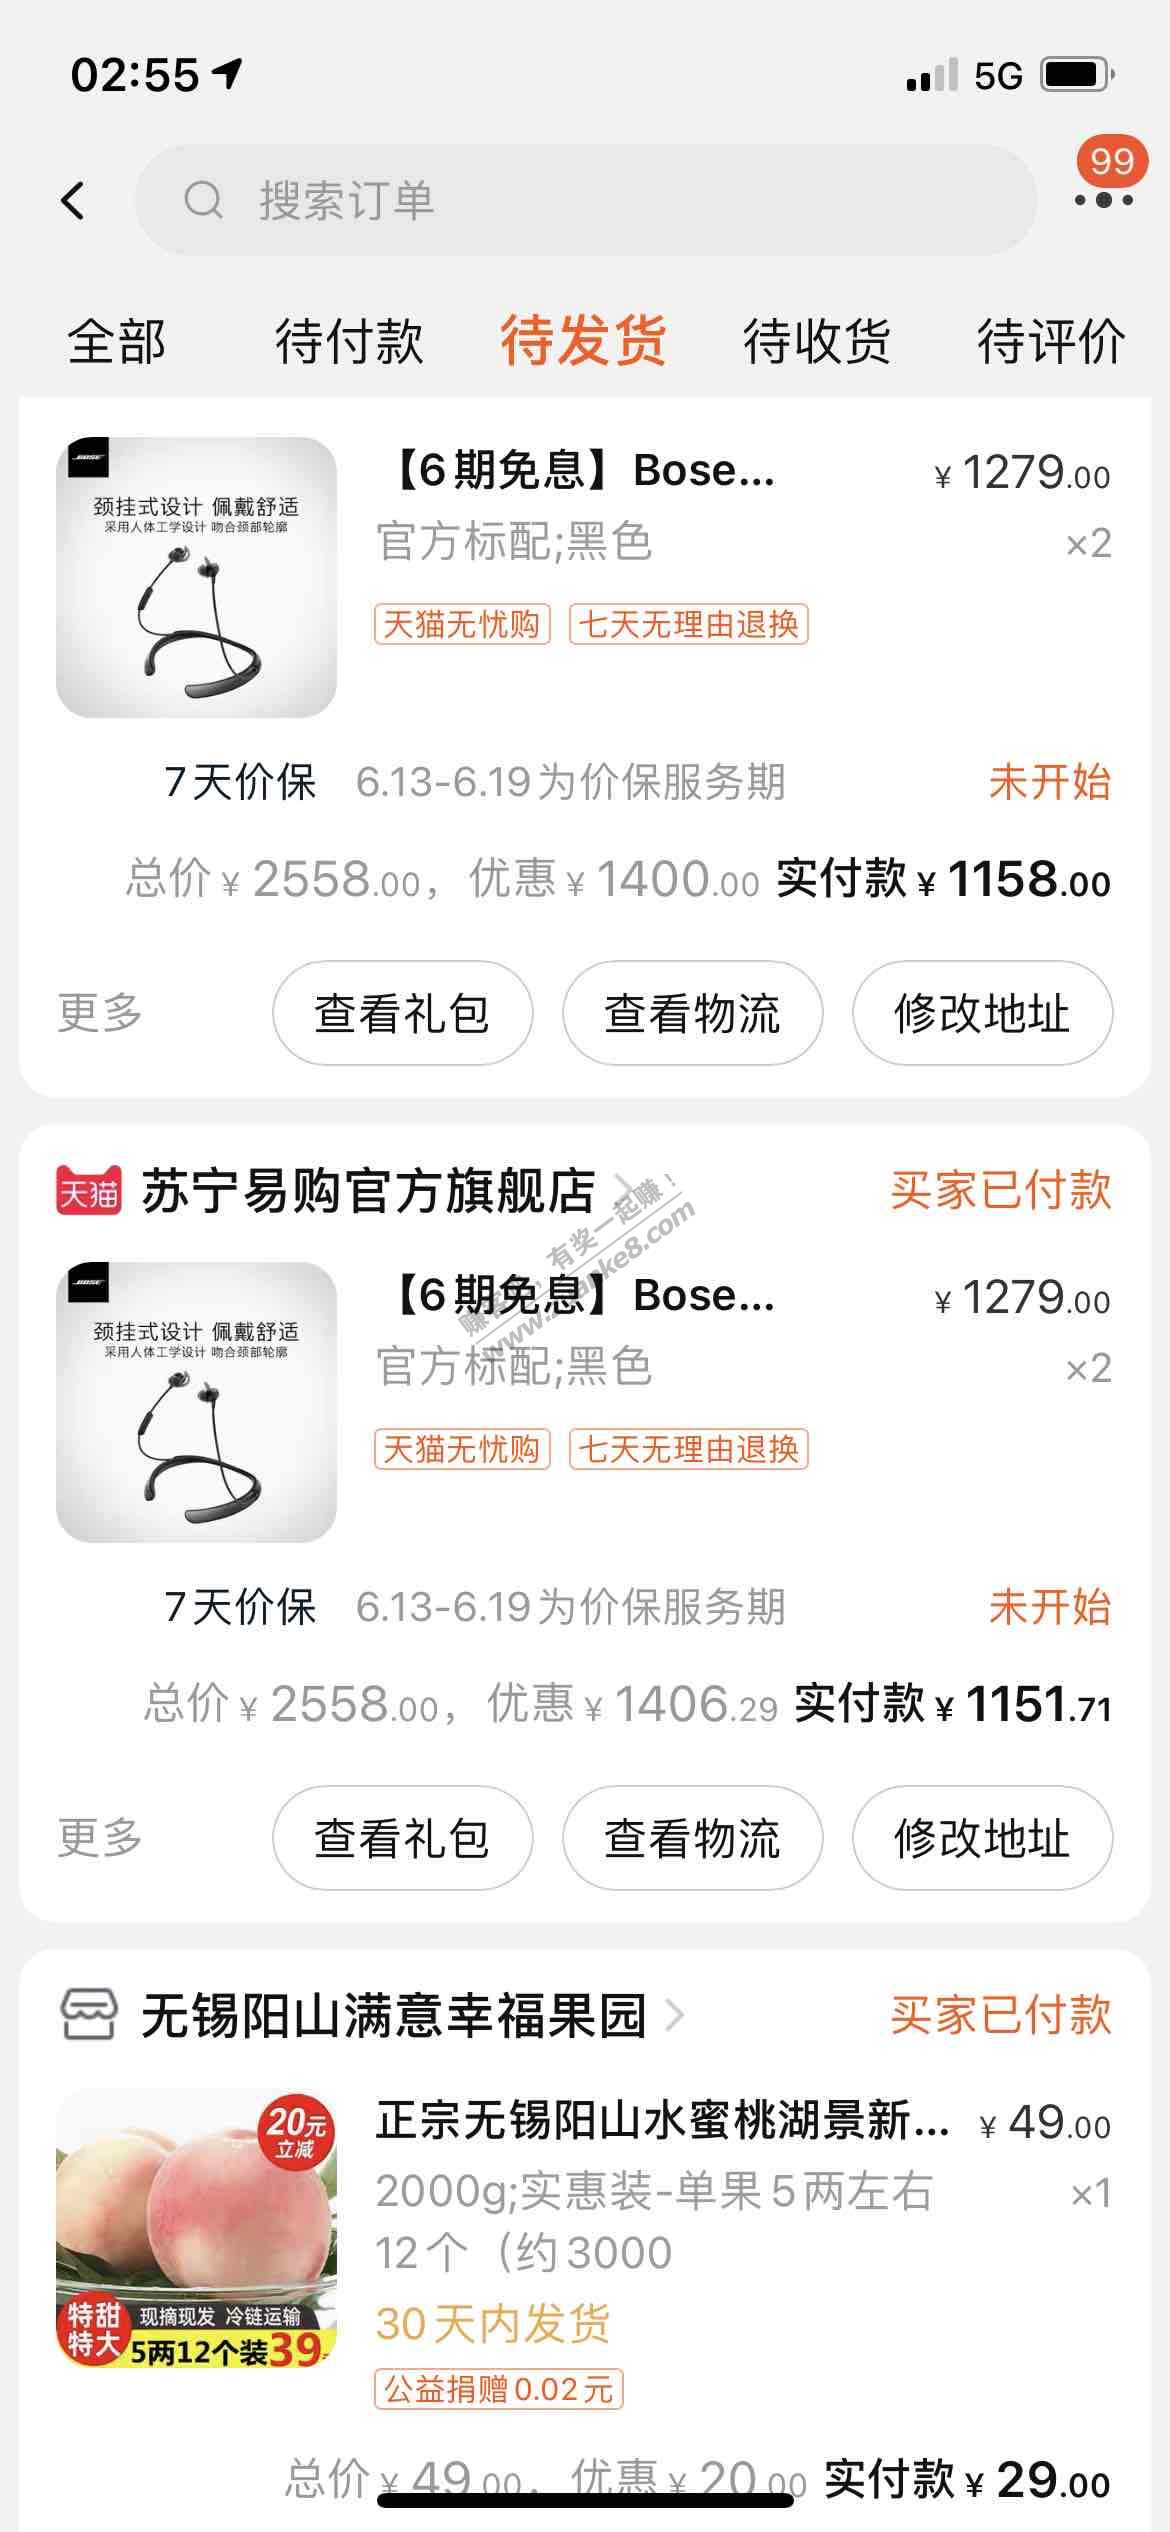 02:55
5G
99
搜索订单
全部 待付款 待发货 待收货 待评价
BOSE
颈挂式设计 佩戴舒适
采用人体工学设计 吻合颈部轮廓
【6期免息】Bose...
¥1279.00
官方标配;黑色
×2
天猫无忧购 七天无理由退换
7天价保 6.13-6.19为价保服务期 未开始
总价¥2558.00，优惠¥1400.00 实付款¥1158.00
更多 查看礼包 查看物流 修改地址
天猫 苏宁易购官方旗舰店 买家已付款
BOSE
颈挂式设计 佩戴舒适
采用人体工学设计 吻合颈部轮廓
【6期免息】Bose...
¥1279.00
官方标配;黑色
×2
天猫无忧购 七天无理由退换
7天价保 6.13-6.19为价保服务期 未开始
总价¥2558.00，优惠¥1406.29 实付款¥1151.71
更多 查看礼包 查看物流 修改地址
无锡阳山满意幸福果园 买家已付款
20元
立减
特甜
特大
现摘现发 冷链运输
5两12个装39
正宗无锡阳山水蜜桃湖景新...
¥49.00
2000g;实惠装-单果5两左右
×1
12个（约3000
30天内发货
公益捐赠0.02元
总价¥49.00，优惠¥20.00 实付款¥29.00